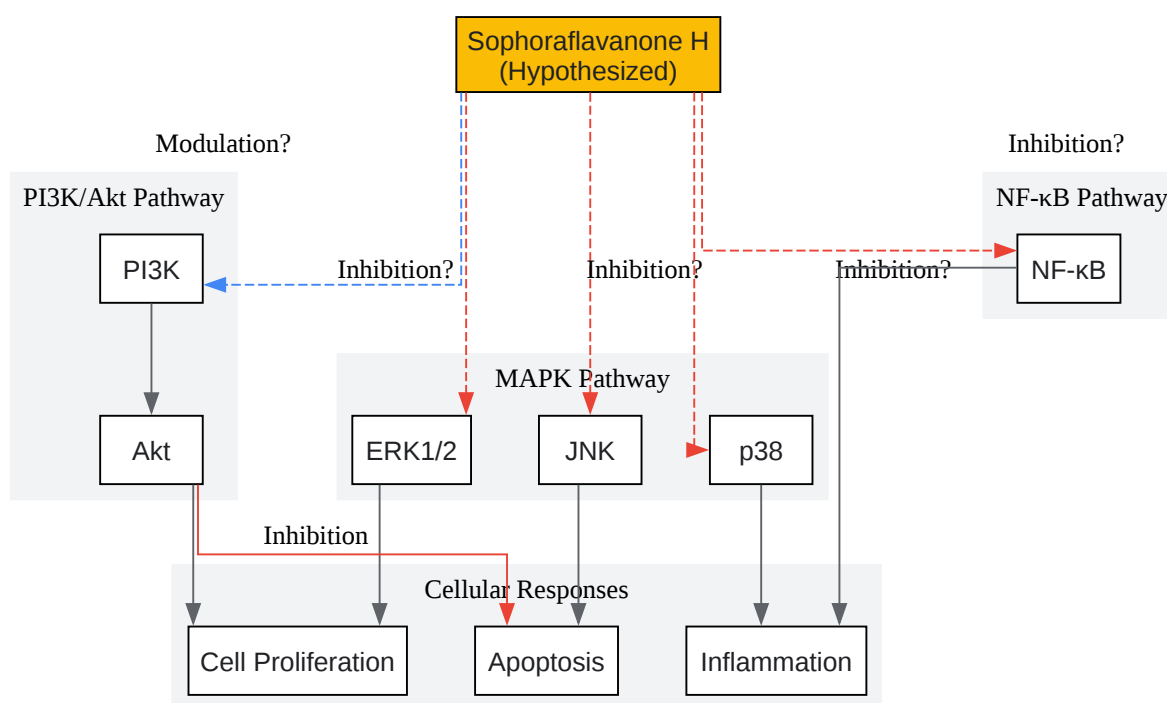 Sophoraflavanone H
(Hypothesized)
Modulation?
Inhibition?
PI3K/Akt Pathway
NF-κB Pathway
PI3K
Inhibition?
Inhibition?
Inhibition?
NF-κB
MAPK Pathway
Akt
ERK1/2
JNK
p38
Inhibition
Cellular Responses
Cell Proliferation
Apoptosis
Inflammation